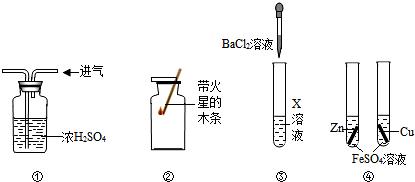 进气
浓H₂SO₄
①
带火
星的
木条
②
BaCl₂溶液
X
溶
液
③
Zn
Cu
FeSO₄溶液
④